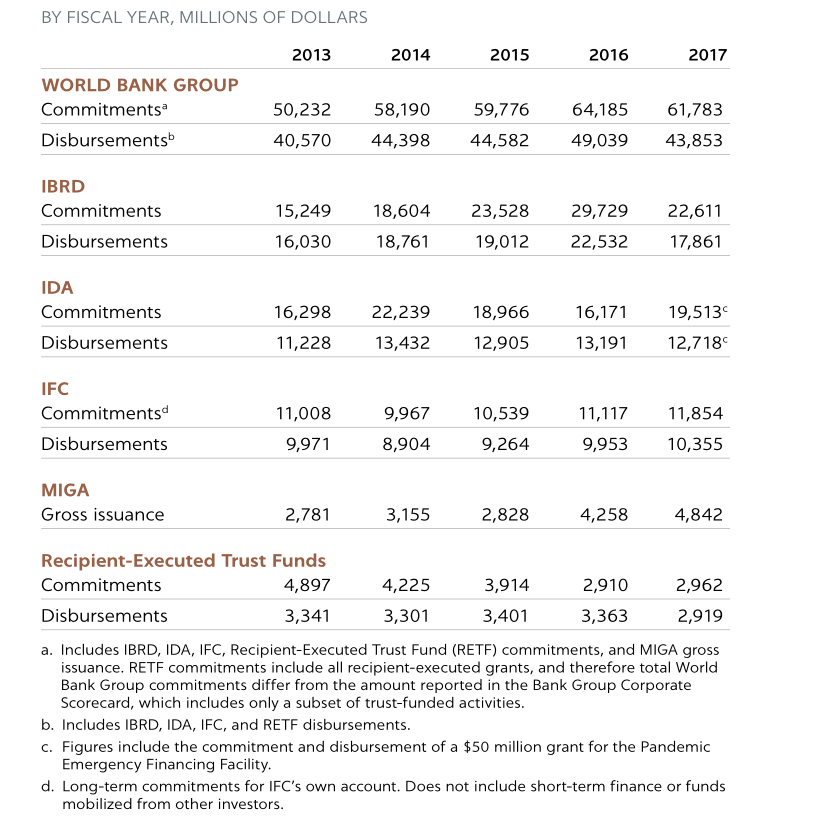 BY FISCAL YEAR, MILLIONS OF DOLLARS
2013 2014 2015 2016 2017
WORLD BANK GROUP
Commitmentsᵃ 50,232 58,190 59,776 64,185 61,783
Disbursementsᵇ 40,570 44,398 44,582 49,039 43,853
IBRD
Commitments 15,249 18,604 23,528 29,729 22,611
Disbursements 16,030 18,761 19,012 22,532 17,861
IDA
Commitments 16,298 22,239 18,966 16,171 19,513ᶜ
Disbursements 11,228 13,432 12,905 13,191 12,718ᶜ
IFC
Commitmentsᵈ 11,008 9,967 10,539 11,117 11,854
Disbursements 9,971 8,904 9,264 9,953 10,355
MIGA
Gross issuance 2,781 3,155 2,828 4,258 4,842
Recipient-Executed Trust Funds
Commitments 4,897 4,225 3,914 2,910 2,962
Disbursements 3,341 3,301 3,401 3,363 2,919
a. Includes IBRD, IDA, IFC, Recipient-Executed Trust Fund (RETF) commitments, and MIGA gross
issuance. RETF commitments include all recipient-executed grants, and therefore total World
Bank Group commitments differ from the amount reported in the Bank Group Corporate
Scorecard, which includes only a subset of trust-funded activities.
b. Includes IBRD, IDA, IFC, and RETF disbursements.
c. Figures include the commitment and disbursement of a $50 million grant for the Pandemic
Emergency Financing Facility.
d. Long-term commitments for IFC’s own account. Does not include short-term finance or funds
mobilized from other investors.